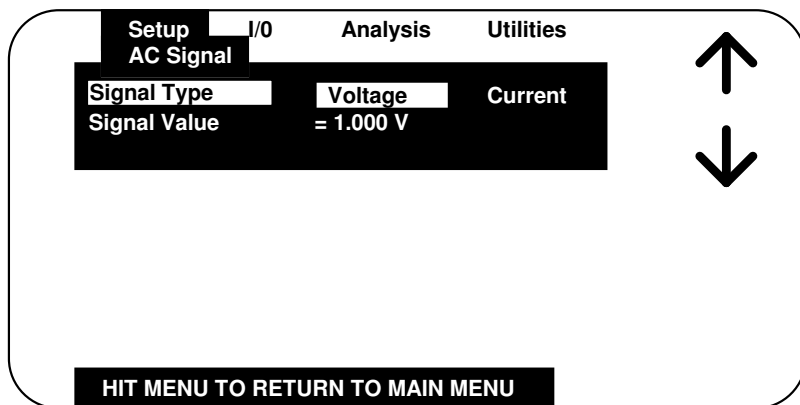 Setup I/0 Analysis Utilities
AC Signal
Signal Type Voltage Current
Signal Value = 1.000 V
HIT MENU TO RETURN TO MAIN MENU